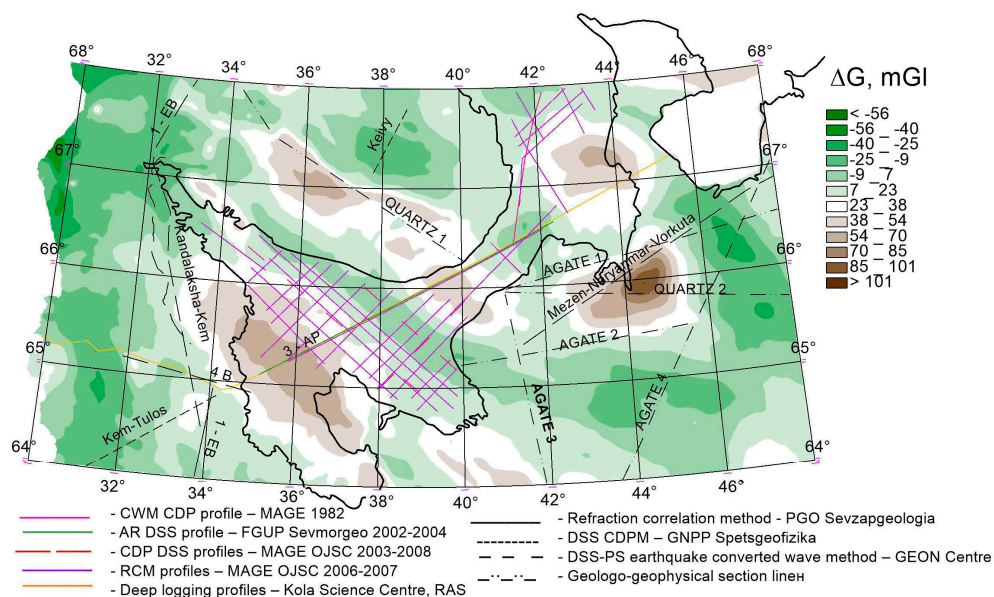 68° 32° 34° 36° 38° 40° 42° 44° 46° 68°
ΔG, mGl
< -56
-56 _ -40
-40 _ -25
-25 _ -9
-9 _ 7
7 _ 23
23 _ 38
38 _ 54
54 _ 70
70 _ 85
85 _ 101
> 101
1 - EB
Keivy
67°
67°
QUARTZ 1
66°
66°
Kandalaksha-Kem
AGATE 1
Mezen-Naryanmar-Vorkuta
QUARTZ 2
3 - AP
AGATE 2
65°
65°
4 B
AGATE 3
AGATE 4
Kem-Tulos
1 - EB
64°
64°
32° 34° 36° 38° 40° 42° 44° 46°
- CWM CDP profile – MAGE 1982
- AR DSS profile – FGUP Sevmorgeo 2002-2004
- CDP DSS profiles – MAGE OJSC 2003-2008
- RCM profiles – MAGE OJSC 2006-2007
- Deep logging profiles – Kola Science Centre, RAS
- Refraction correlation method - PGO Sevzapgeologia
- DSS CDPM – GNPP Spetsgeofizika
- DSS-PS earthquake converted wave method – GEON Centre
- Geologo-geophysical section lineн